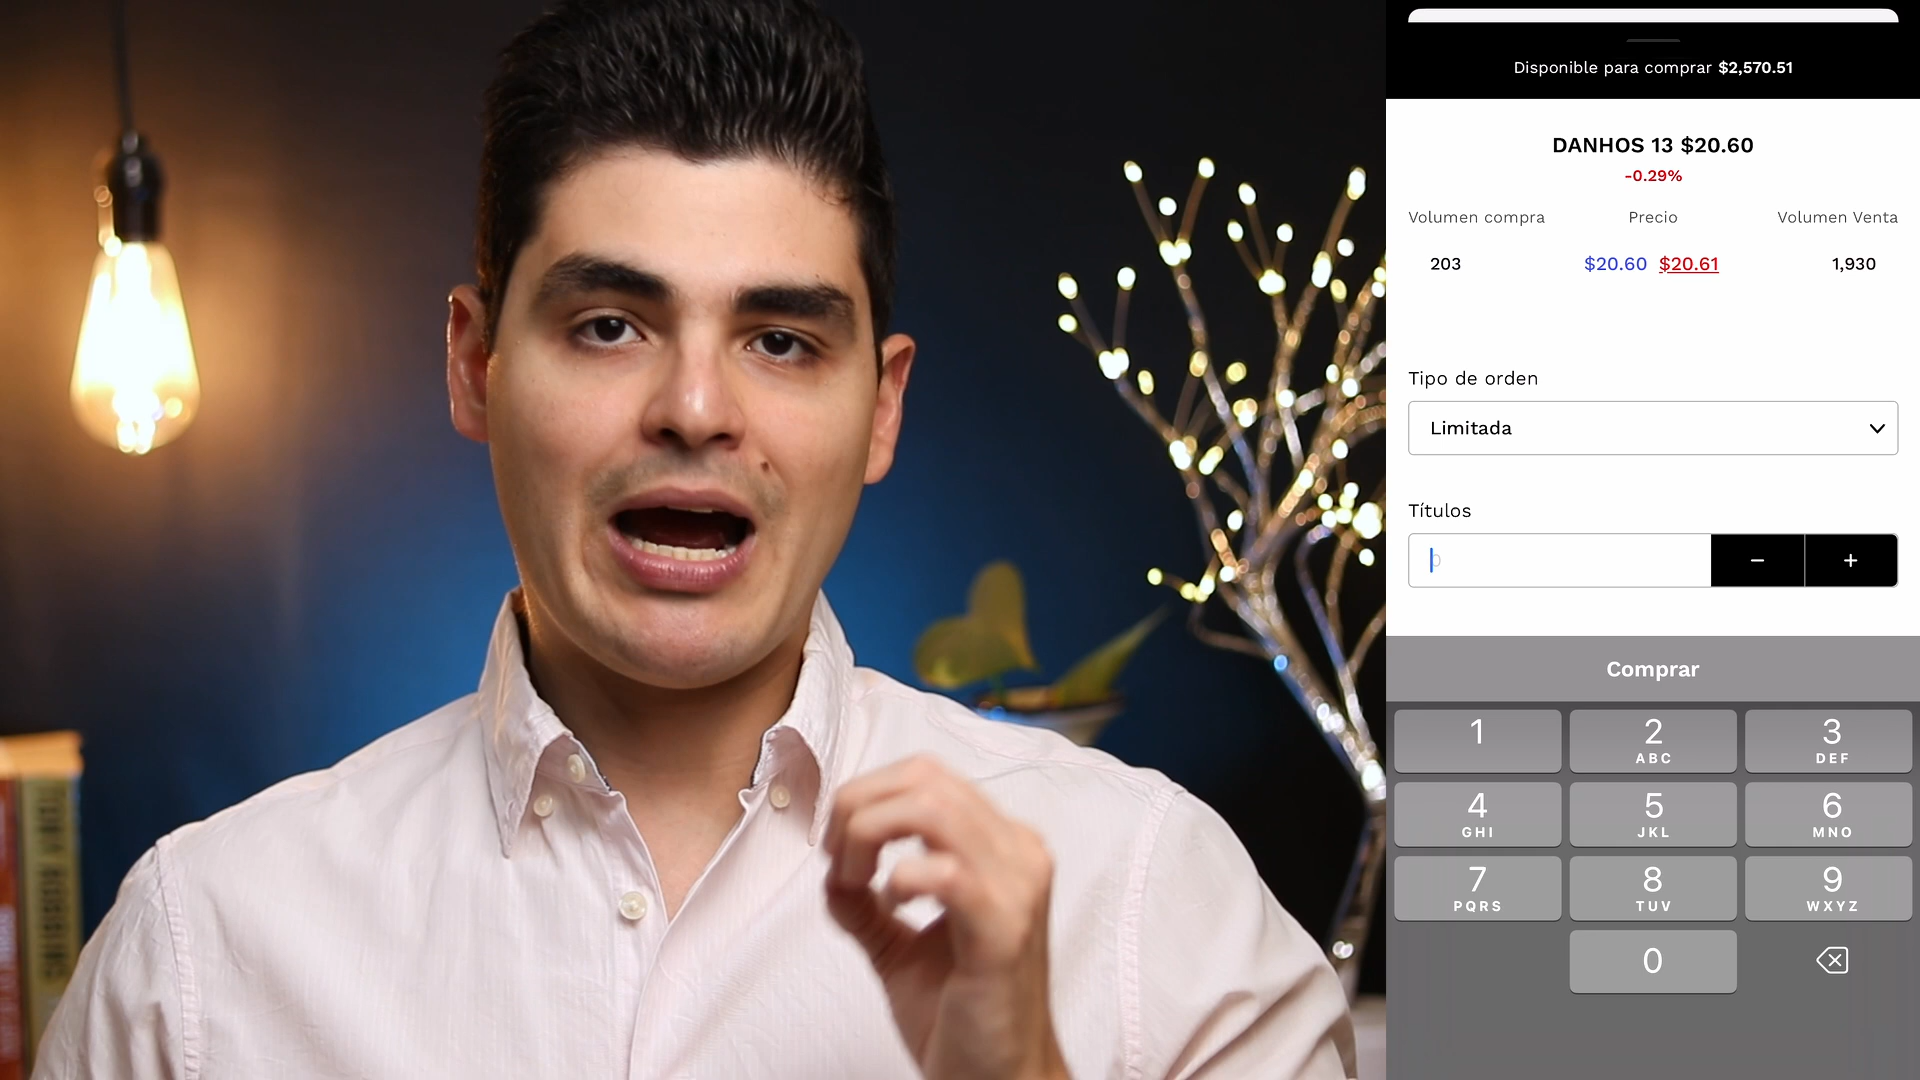 Disponible para comprar $2,570.51
DANHOS 13 $20.60
-0.29%
Volumen compra Precio Volumen Venta
203 $20.60 $20.61 1,930
Tipo de orden
Limitada
Títulos
0
− +
Comprar
1 2 3
ABC DEF
4 5 6
GHI JKL MNO
7 8 9
PQRS TUV WXYZ
0